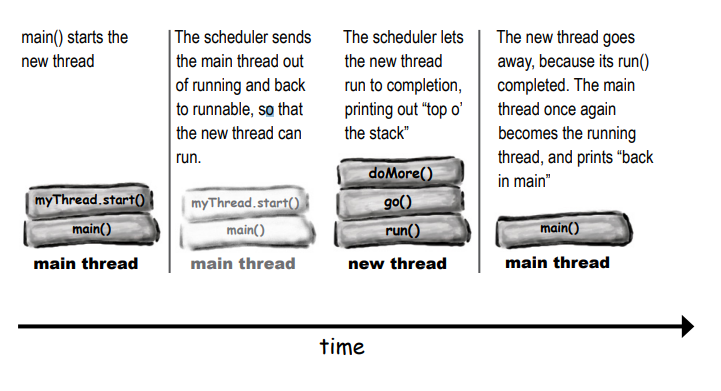 main() starts the
new thread
The scheduler sends
the main thread out
of running and back
to runnable, so that
the new thread can
run.
The scheduler lets
the new thread
run to completion,
printing out “top o’
the stack”
The new thread goes
away, because its run()
completed. The main
thread once again
becomes the running
thread, and prints “back
in main”
myThread.start()
main()
main thread
myThread.start()
main()
main thread
doMore()
go()
run()
new thread
main()
main thread
time